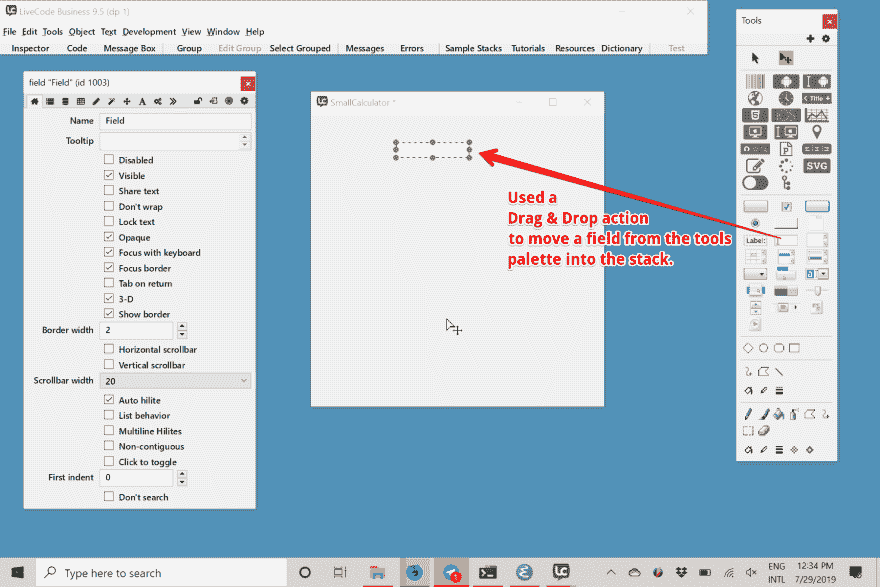 LiveCode Business 9.5 (dp 1)
File Edit Tools Object Text Development View Window Help
Inspector Code Message Box Group Edit Group Select Grouped Messages Errors Sample Stacks Tutorials Resources Dictionary Test
field "Field" (id 1003)
Name Field
Tooltip
Disabled
Visible
Share text
Don't wrap
Lock text
Opaque
Focus with keyboard
Focus border
Tab on return
3-D
Show border
Border width 2
Horizontal scrollbar
Vertical scrollbar
Scrollbar width 20
Auto hilite
List behavior
Multiline Hilites
Non-contiguous
Click to toggle
First indent 0
Don't search
SmallCalculator *
Used a
Drag & Drop action
to move a field from the tools
palette into the stack.
Tools
Title
SVG
Label:
Type here to search
ENG
INTL
12:34 PM
7/29/2019